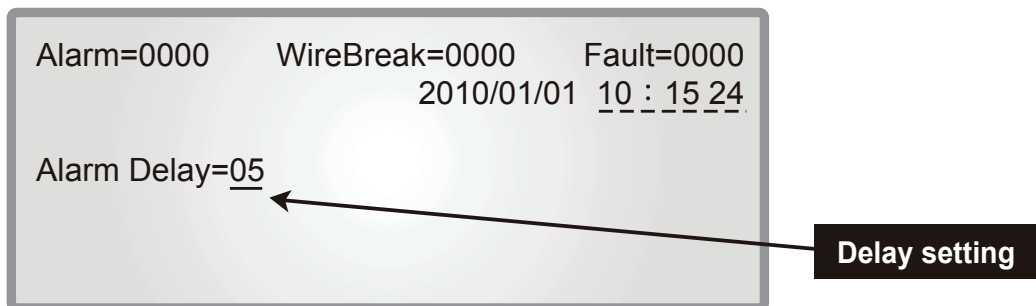 Alarm=0000 WireBreak=0000 Fault=0000
2010/01/01 10 : 15 24
Alarm Delay=05
Delay setting